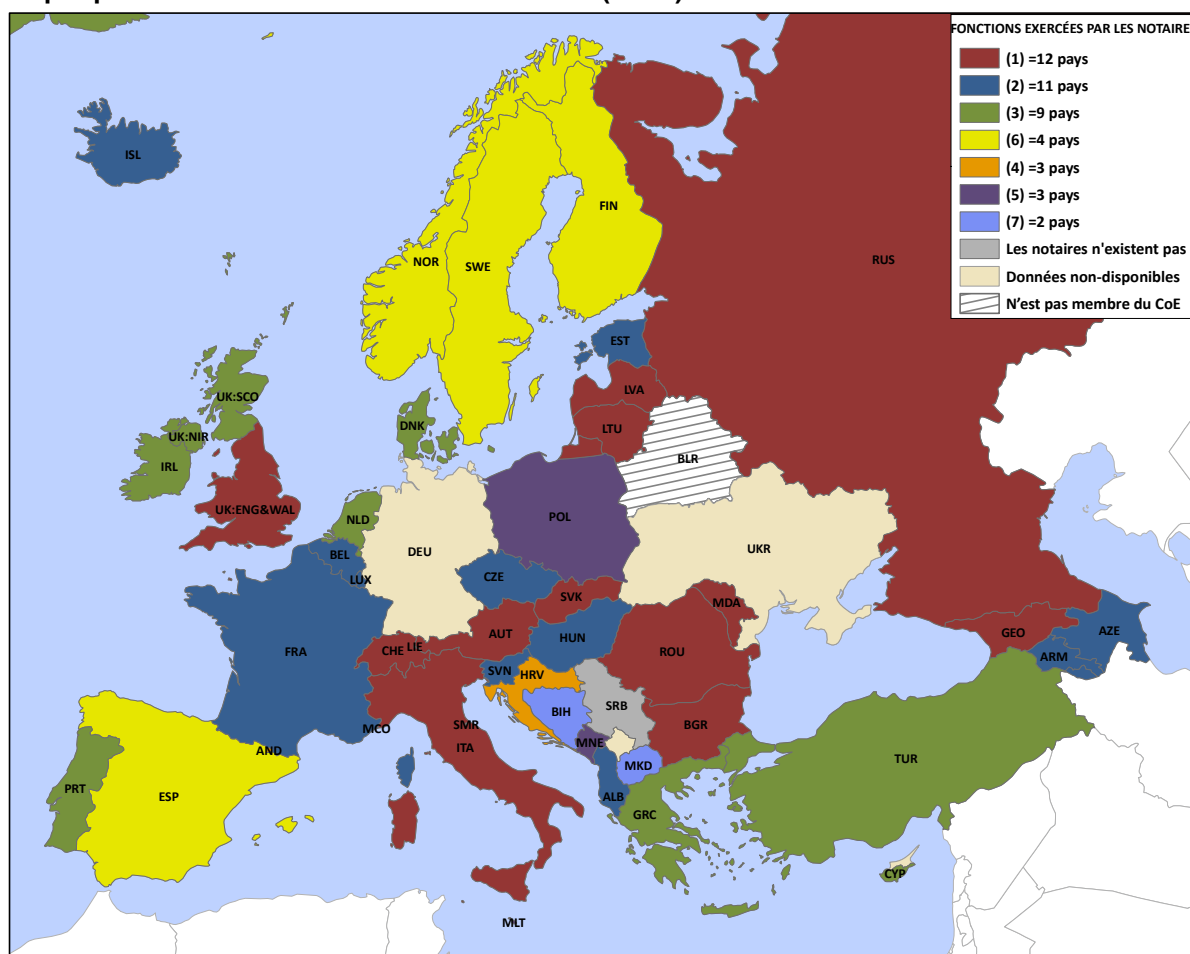 FONCTIONS EXERCÉES PAR LES NOTAIRE
(1) =12 pays
(2) =11 pays
(3) =9 pays
(6) =4 pays
(4) =3 pays
(5) =3 pays
(7) =2 pays
Les notaires n'existent pas
Données non-disponibles
N'est pas membre du CoE
ISL
FIN
NOR
SWE
RUS
EST
LVA
LTU
BLR
UK:SCO
UK:NIR
IRL
DNK
UK:ENG&WAL
NLD
POL
BEL
DEU
UKR
LUX
CZE
SVK
MDA
AUT
HUN
FRA
CHE
LIE
ROU
GEO
AZE
ARM
SVN
HRV
BIH
SRB
BGR
MCO
SMR
ITA
MNE
MKD
AND
TUR
PRT
ESP
ALB
GRC
CYP
MLT